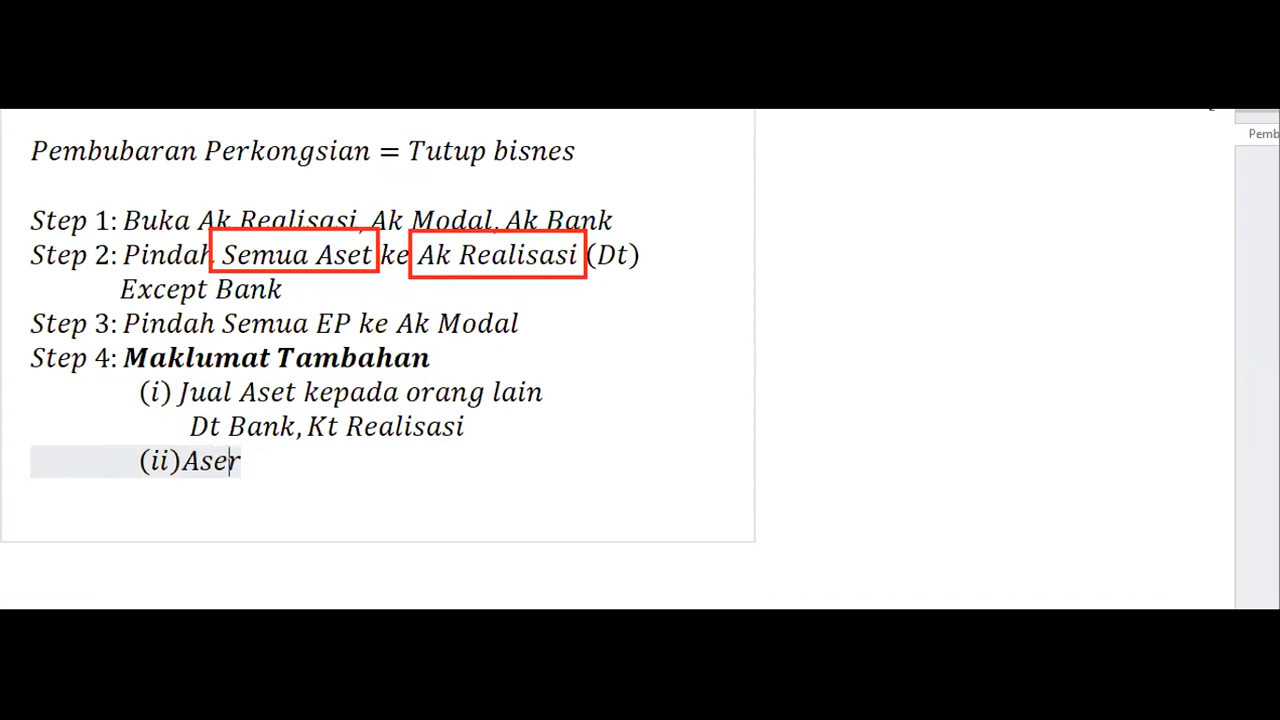 Pemb
Pembubaran Perkongsian = Tutup bisnes
Step 1: Buka Ak Realisasi, Ak Modal, Ak Bank
Step 2: Pindah Semua Aset ke Ak Realisasi (Dt)
Except Bank
Step 3: Pindah Semua EP ke Ak Modal
Step 4: Maklumat Tambahan
(i) Jual Aset kepada orang lain
Dt Bank, Kt Realisasi
(ii)Aser